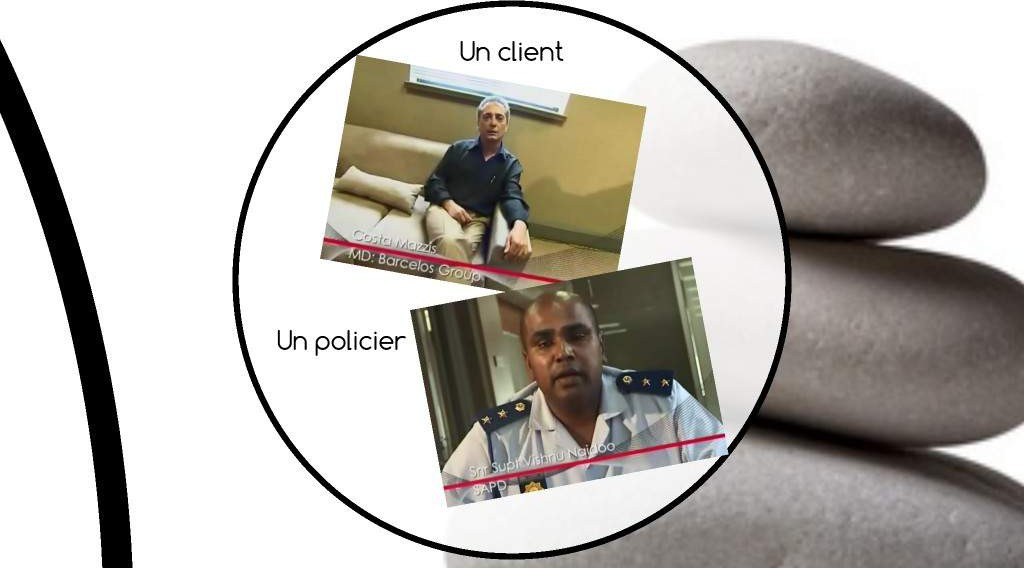 Un client
Costa Mazzis
MD: Barcelos Group
Un policier
Snr Supt Vishnu Naidoo
SAPD